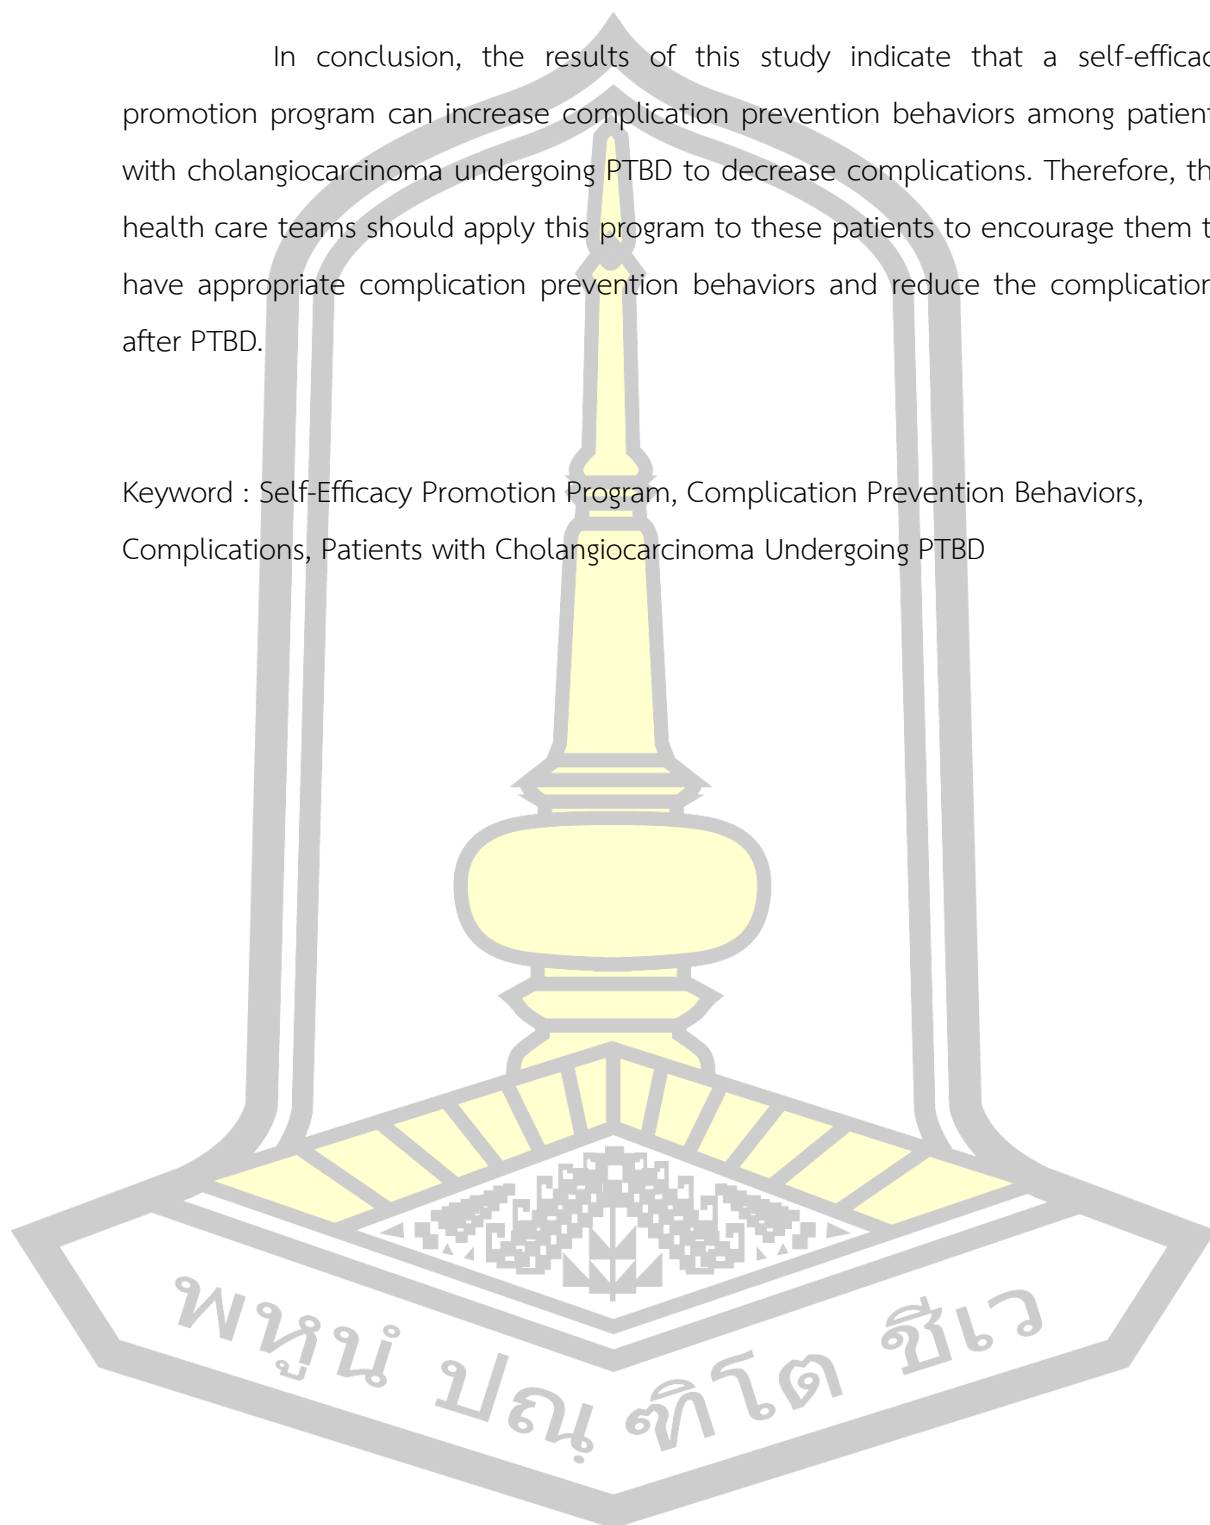 In conclusion, the results of this study indicate that a self-efficac
promotion program can increase complication prevention behaviors among patient
with cholangiocarcinoma undergoing PTBD to decrease complications. Therefore, th
health care teams should apply this program to these patients to encourage them t
have appropriate complication prevention behaviors and reduce the complication
after PTBD.
Keyword : Self-Efficacy Promotion Program, Complication Prevention Behaviors,
Complications, Patients with Cholangiocarcinoma Undergoing PTBD
พหูนํ ปณฺฑิโต ชีเว